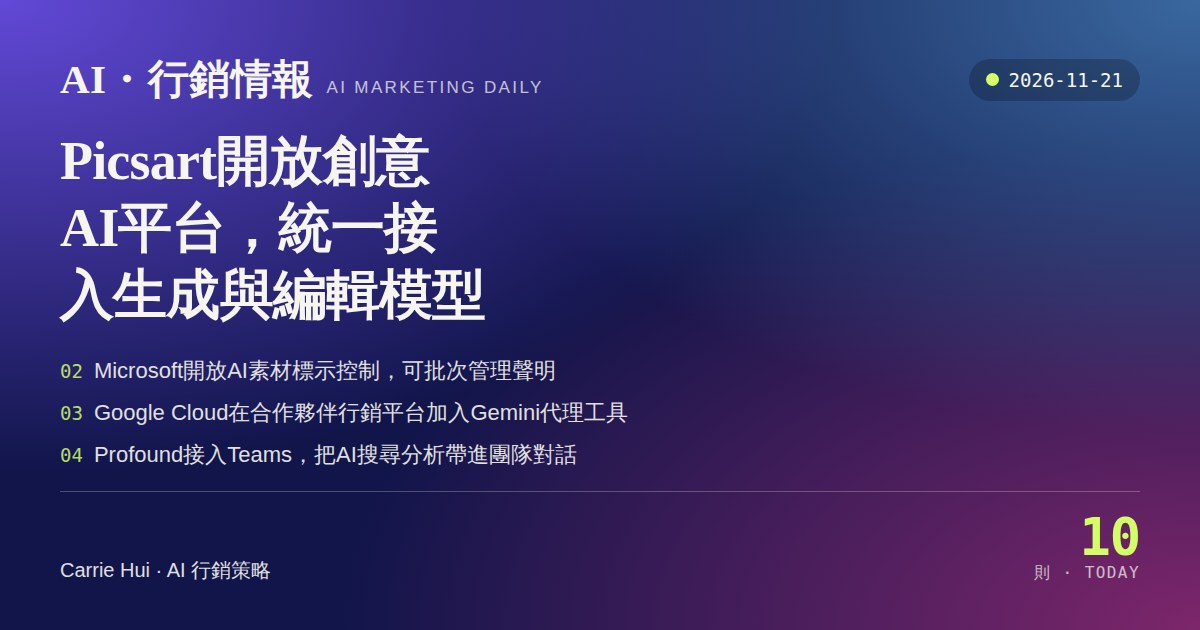 AI・行銷情報 AI MARKETING DAILY
2026-11-21
Picsart開放創意
AI平台，統一接
入生成與編輯模型
02 Microsoft開放AI素材標示控制，可批次管理聲明
03 Google Cloud在合作夥伴行銷平台加入Gemini代理工具
04 Profound接入Teams，把AI搜尋分析帶進團隊對話
Carrie Hui · AI 行銷策略
10
則 · TODAY